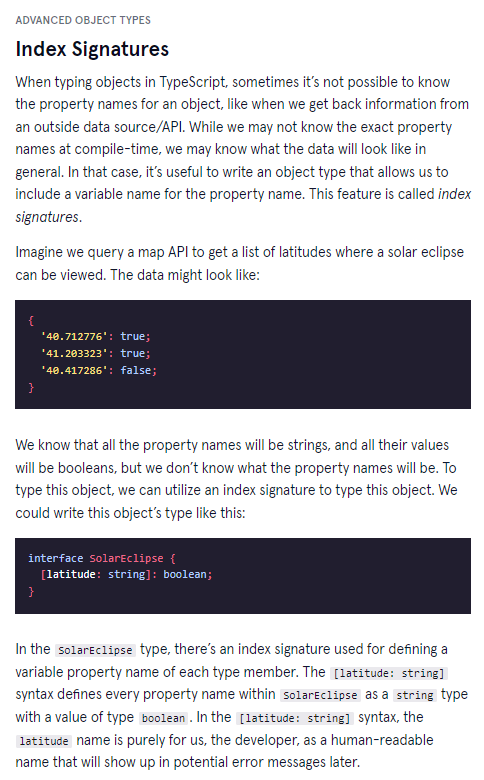 ADVANCED OBJECT TYPES
Index Signatures
When typing objects in TypeScript, sometimes it’s not possible to know
the property names for an object, like when we get back information from
an outside data source/API. While we may not know the exact property
names at compile-time, we may know what the data will look like in
general. In that case, it’s useful to write an object type that allows us to
include a variable name for the property name. This feature is called index
signatures.
Imagine we query a map API to get a list of latitudes where a solar eclipse
can be viewed. The data might look like:
{
  '40.712776': true;
  '41.203323': true;
  '40.417286': false;
}
We know that all the property names will be strings, and all their values
will be booleans, but we don’t know what the property names will be. To
type this object, we can utilize an index signature to type this object. We
could write this object’s type like this:
interface SolarEclipse {
  [latitude: string]: boolean;
}
In the SolarEclipse type, there’s an index signature used for defining a
variable property name of each type member. The [latitude: string]
syntax defines every property name within SolarEclipse as a string type
with a value of type boolean. In the [latitude: string] syntax, the
latitude name is purely for us, the developer, as a human-readable
name that will show up in potential error messages later.